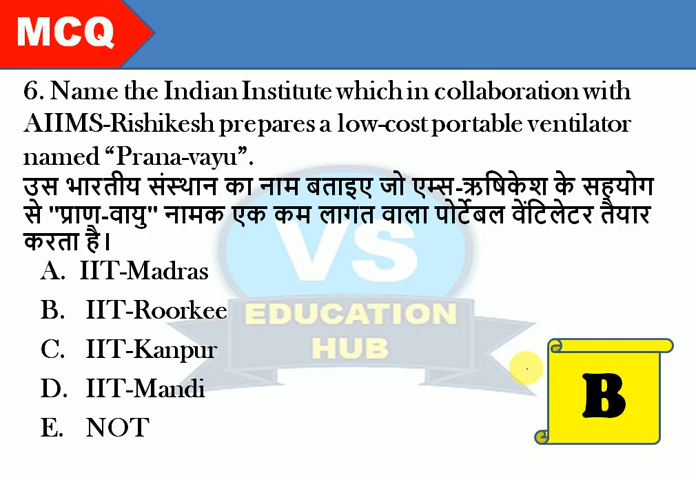 MCQ
6. Name the Indian Institute which in collaboration with
AIIMS-Rishikesh prepares a low-cost portable ventilator
named “Prana-vayu”.
उस भारतीय संस्थान का नाम बताइए जो एम्स-ऋषिकेश के सहयोग
से "प्राण-वायु" नामक एक कम लागत वाला पोर्टेबल वेंटिलेटर तैयार
करता है।
A. IIT-Madras
B. IIT-Roorkee
C. IIT-Kanpur
D. IIT-Mandi
E. NOT
VS
EDUCATION
HUB
B